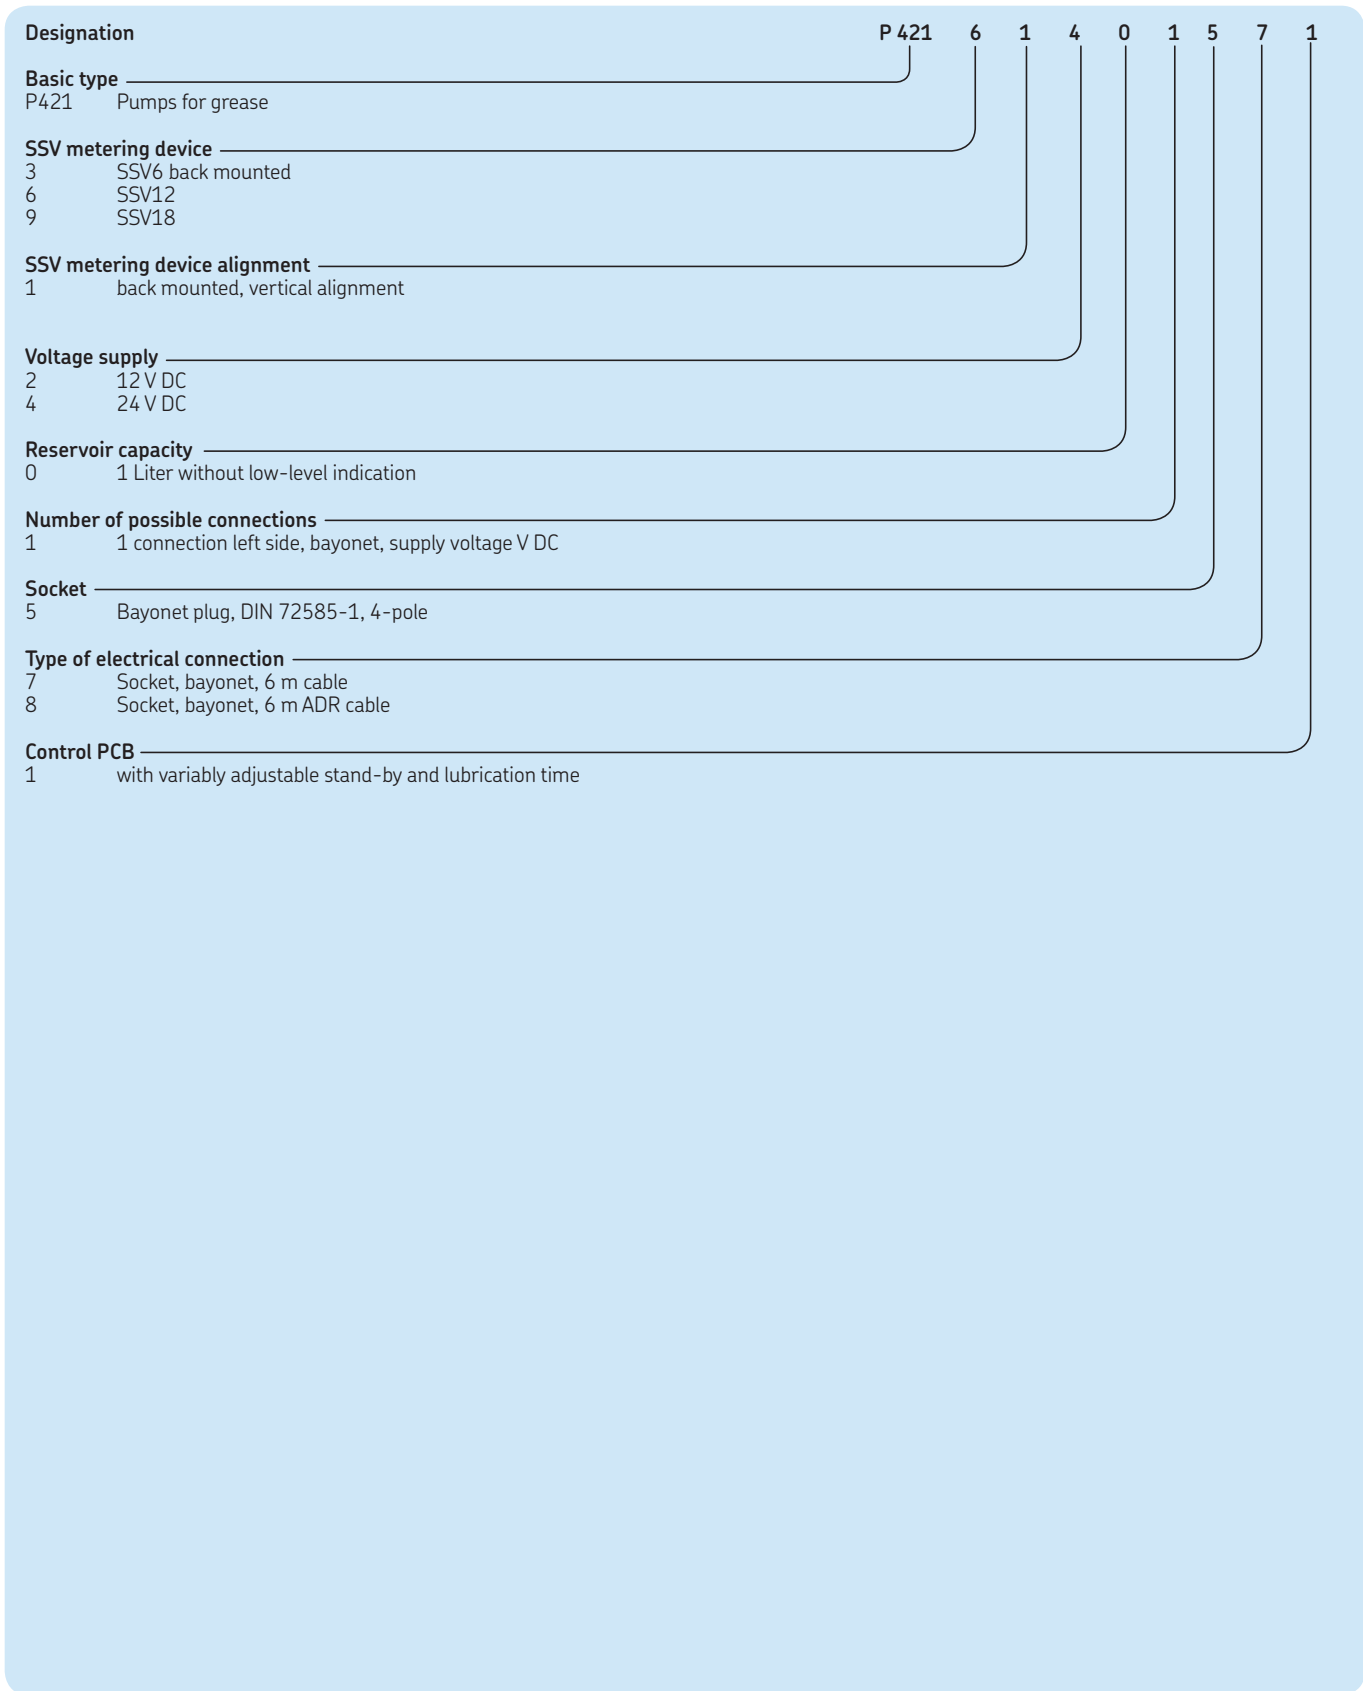 Designation P 421 6 1 4 0 1 5 7 1
Basic type
P421 Pumps for grease
SSV metering device
3 SSV6 back mounted
6 SSV12
9 SSV18
SSV metering device alignment
1 back mounted, vertical alignment
Voltage supply
2 12 V DC
4 24 V DC
Reservoir capacity
0 1 Liter without low-level indication
Number of possible connections
1 1 connection left side, bayonet, supply voltage V DC
Socket
5 Bayonet plug, DIN 72585-1, 4-pole
Type of electrical connection
7 Socket, bayonet, 6 m cable
8 Socket, bayonet, 6 m ADR cable
Control PCB
1 with variably adjustable stand-by and lubrication time